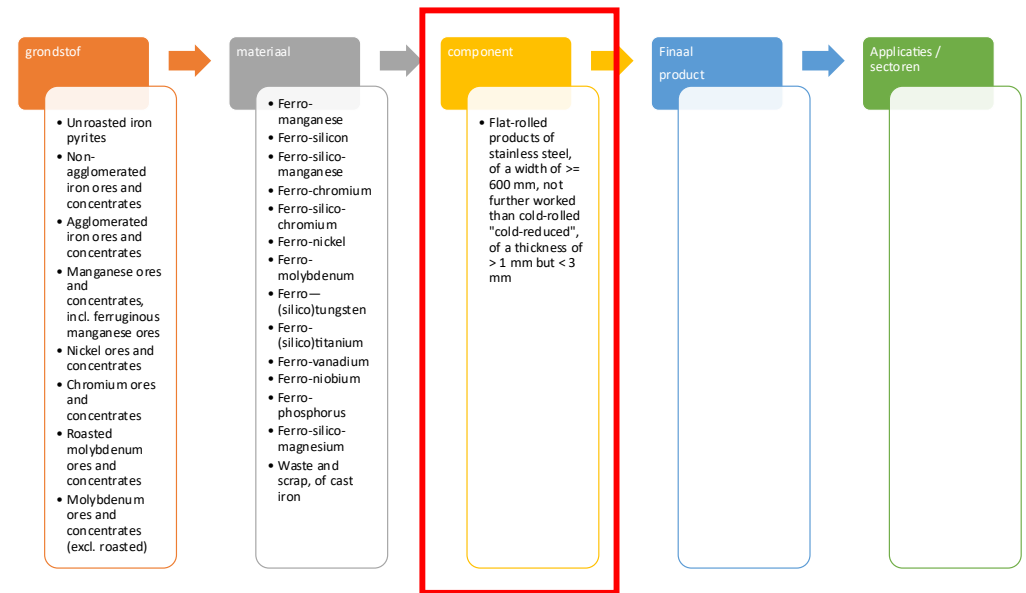 grondstof
• Unroasted iron
pyrites
• Non-
agglomerated
iron ores and
concentrates
• Agglomerated
iron ores and
concentrates
• Manganese ores
and
concentrates,
incl. ferruginous
manganese ores
• Nickel ores and
concentrates
• Chromium ores
and
concentrates
• Roasted
molybdenum
ores and
concentrates
• Molybdenum
ores and
concentrates
(excl. roasted)
materiaal
• Ferro-
manganese
• Ferro-silicon
• Ferro-silico-
manganese
• Ferro-chromium
• Ferro-silico-
chromium
• Ferro-nickel
• Ferro-
molybdenum
• Ferro—
(silico)tungsten
• Ferro-
(silico)titanium
• Ferro-vanadium
• Ferro-niobium
• Ferro-
phosphorus
• Ferro-silico-
magnesium
• Waste and
scrap, of cast
iron
component
• Flat-rolled
products of
stainless steel,
of a width of >=
600 mm, not
further worked
than cold-rolled
"cold-reduced",
of a thickness of
> 1 mm but < 3
mm
Finaal
product
Applicaties /
sectoren